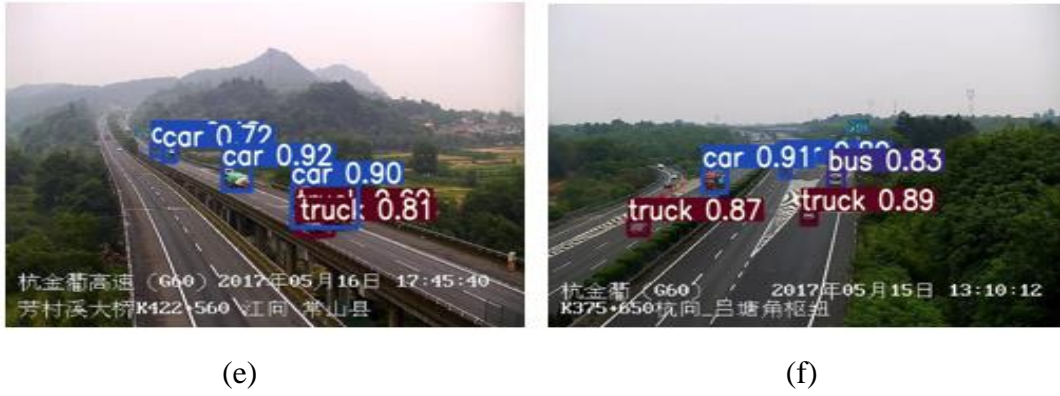 car 0.72
car 0.92
car 0.90
truck 0.81
杭金衢高速 (G60) 2017年05月16日 17:45:40
芳村溪大桥K422+560 江向 常山县
(e)
car 0.91
bus 0.83
truck 0.87
truck 0.89
杭金衢 (G60) 2017年05月15日 13:10:12
K375+650杭向_吕塘角枢纽
(f)